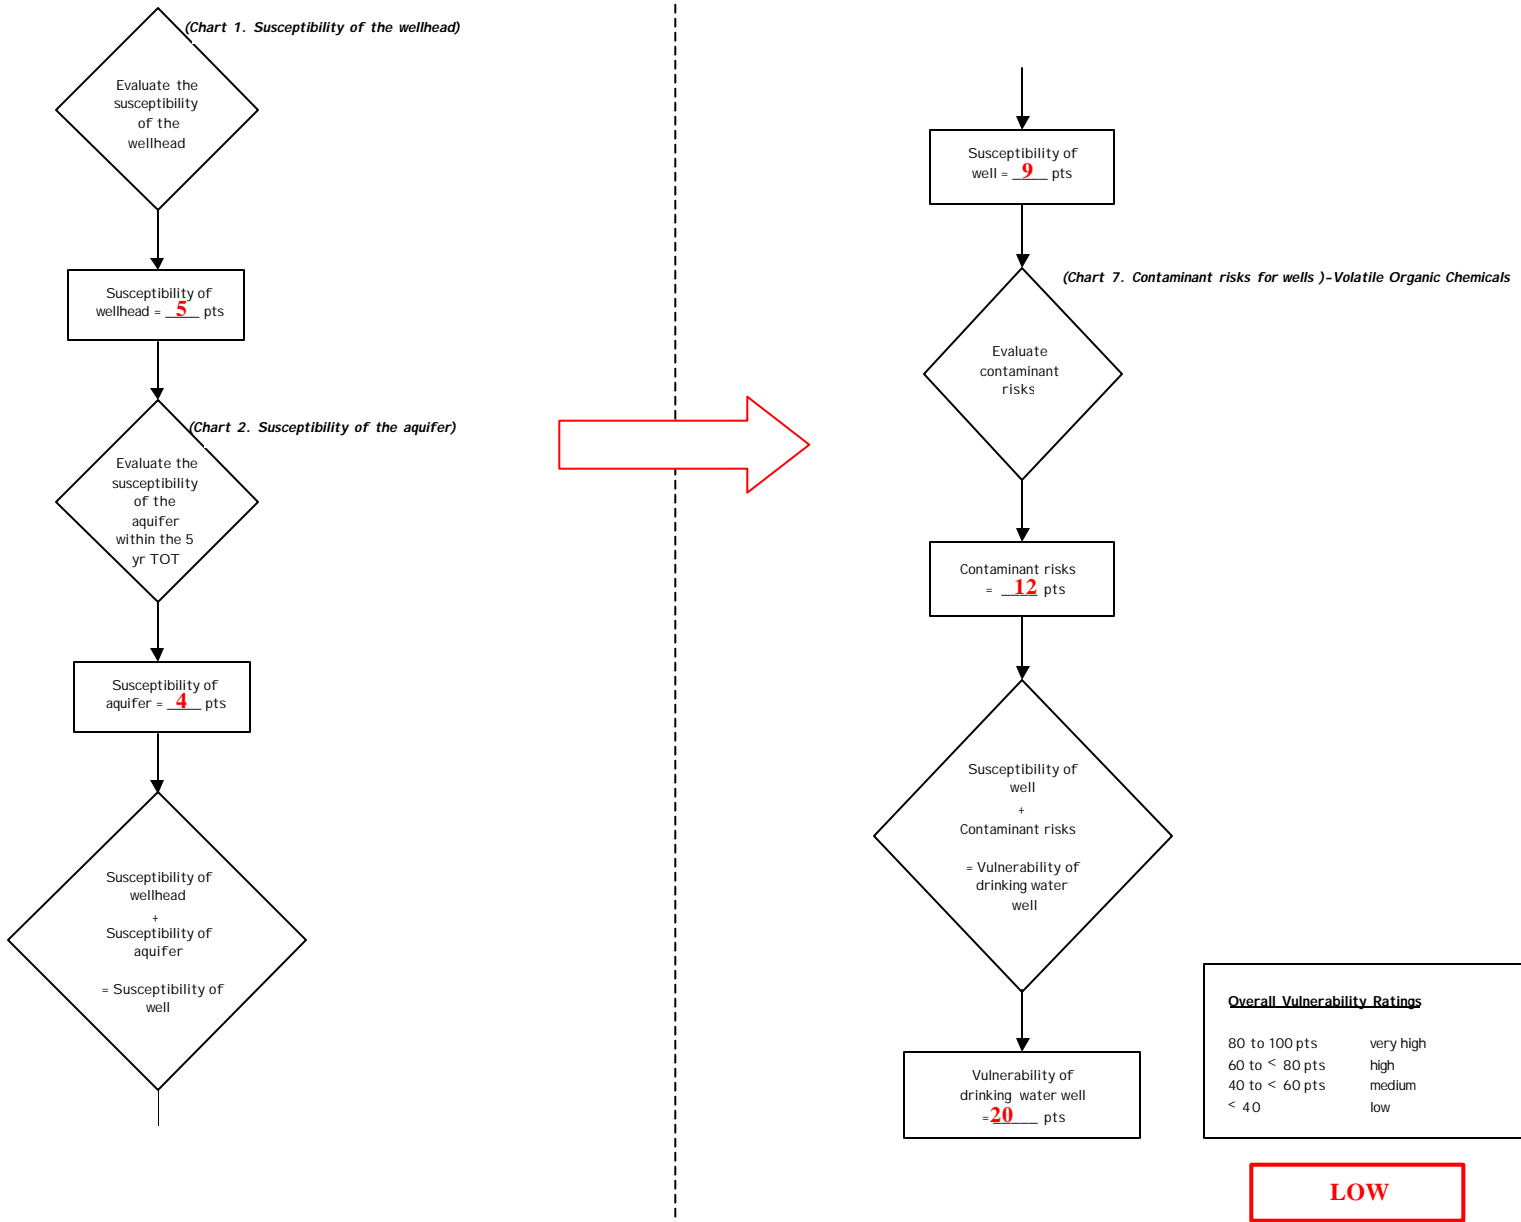 (Chart 1. Susceptibility of the wellhead)
Evaluate the
susceptibility
of the
wellhead
Susceptibility of
wellhead = 5 pts
(Chart 2. Susceptibility of the aquifer)
Evaluate the
susceptibility
of the
aquifer
within the 5
yr TOT
Susceptibility of
aquifer = 4 pts
Susceptibility of
wellhead
+
Susceptibility of
aquifer
= Susceptibility of
well
Susceptibility of
well = 9 pts
(Chart 7. Contaminant risks for wells )–Volatile Organic Chemicals
Evaluate
contaminant
risks
Contaminant risks
= 12 pts
Susceptibility of
well
+
Contaminant risks
= Vulnerability of
drinking water
well
Vulnerability of
drinking water well
= 20 pts
Overall Vulnerability Ratings
80 to 100 pts very high
60 to < 80 pts high
40 to < 60 pts medium
< 40 low
LOW